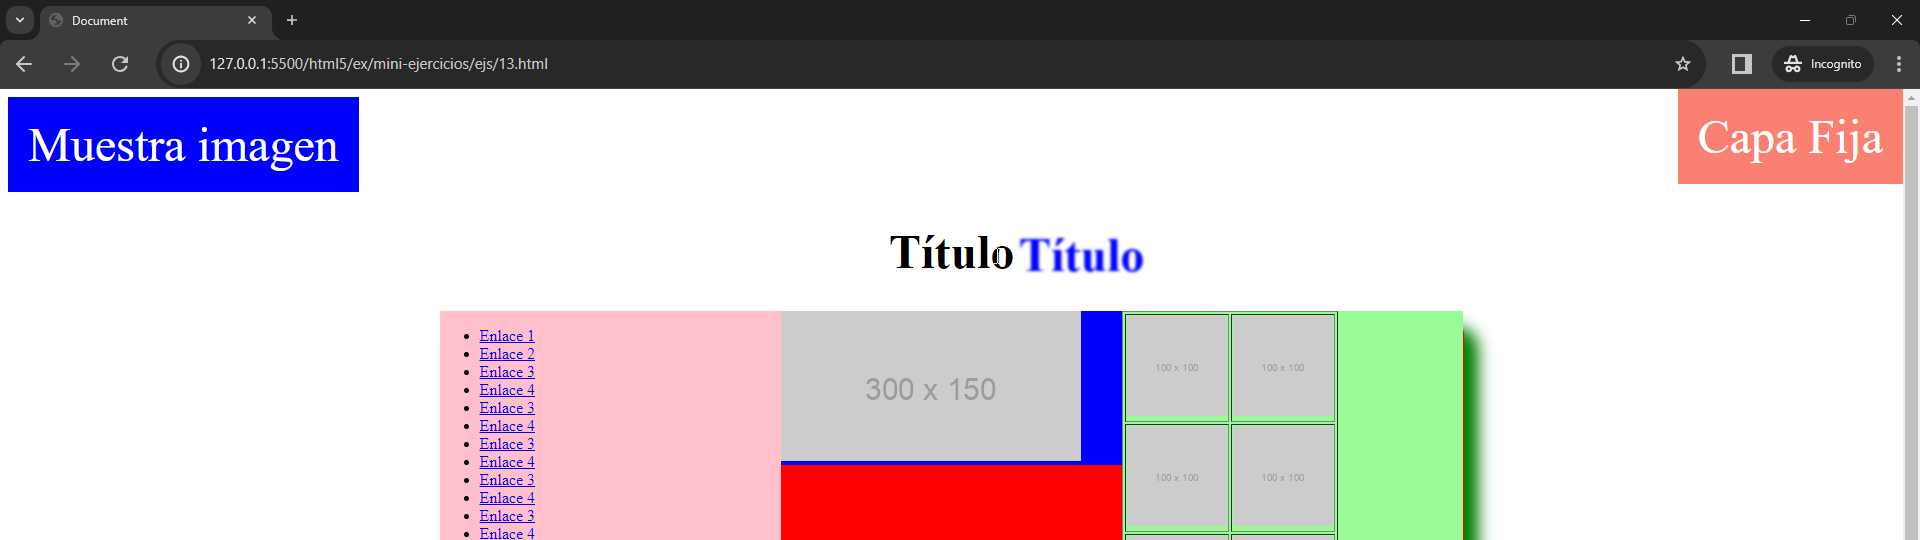 Document
127.0.0.1:5500/html5/ex/mini-ejercicios/ejs/13.html
Incognito
Muestra imagen
Capa Fija
Título Título
Enlace 1
Enlace 2
Enlace 3
Enlace 4
Enlace 3
Enlace 4
Enlace 3
Enlace 4
Enlace 3
Enlace 4
Enlace 3
Enlace 4
300 x 150
100 x 100 100 x 100
100 x 100 100 x 100